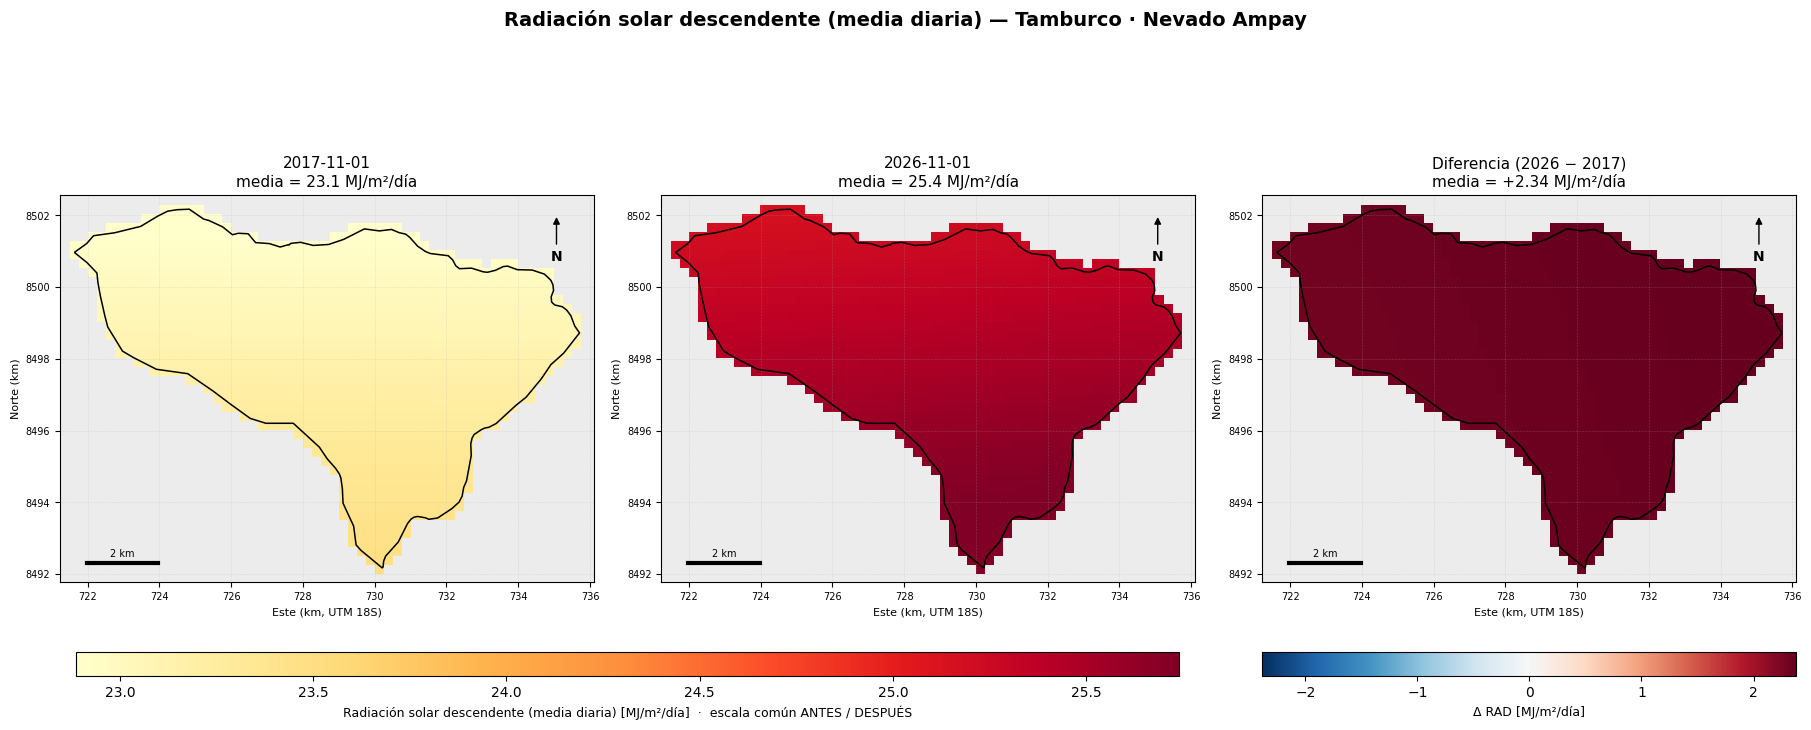 Radiación solar descendente (media diaria) — Tamburco · Nevado Ampay
2017-11-01
media = 23.1 MJ/m²/día
8502
8500
8498
8496
8494
8492
Norte (km)
N
2 km
722 724 726 728 730 732 734 736
Este (km, UTM 18S)
2026-11-01
media = 25.4 MJ/m²/día
8502
8500
8498
8496
8494
8492
Norte (km)
N
2 km
722 724 726 728 730 732 734 736
Este (km, UTM 18S)
Diferencia (2026 − 2017)
media = +2.34 MJ/m²/día
8502
8500
8498
8496
8494
8492
Norte (km)
N
2 km
722 724 726 728 730 732 734 736
Este (km, UTM 18S)
23.0 23.5 24.0 24.5 25.0 25.5
Radiación solar descendente (media diaria) [MJ/m²/día] · escala común ANTES / DESPUÉS
−2 −1 0 1 2
Δ RAD [MJ/m²/día]